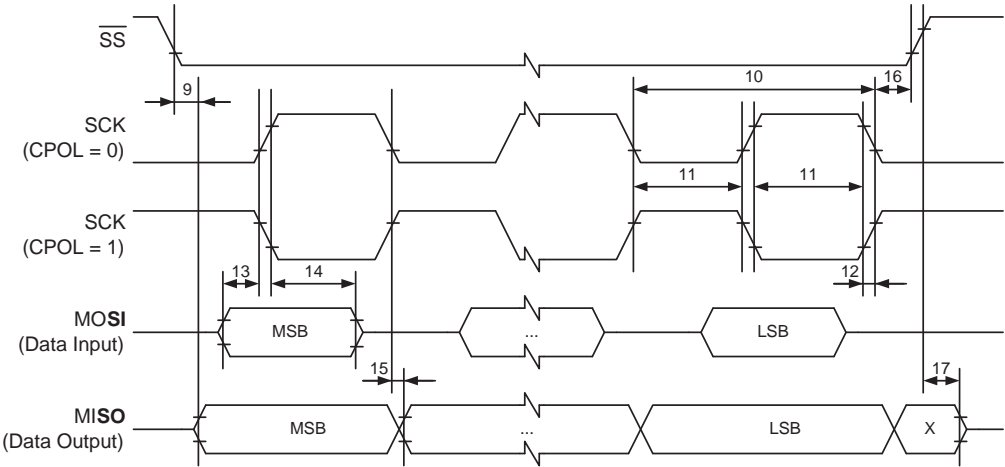 SS
9
10
16
SCK
(CPOL = 0)
11
11
SCK
(CPOL = 1)
13
14
12
MOSI
(Data Input)
MSB
...
LSB
15
17
MISO
(Data Output)
MSB
...
LSB
X